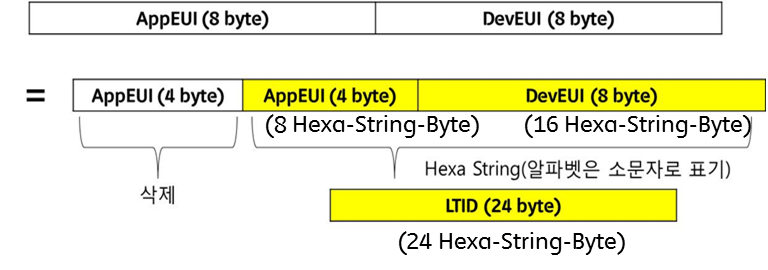 AppEUI (8 byte) DevEUI (8 byte)
= AppEUI (4 byte) AppEUI (4 byte) DevEUI (8 byte)
(8 Hexa-String-Byte) (16 Hexa-String-Byte)
삭제 Hexa String(알파벳은 소문자로 표기)
LTID (24 byte)
(24 Hexa-String-Byte)